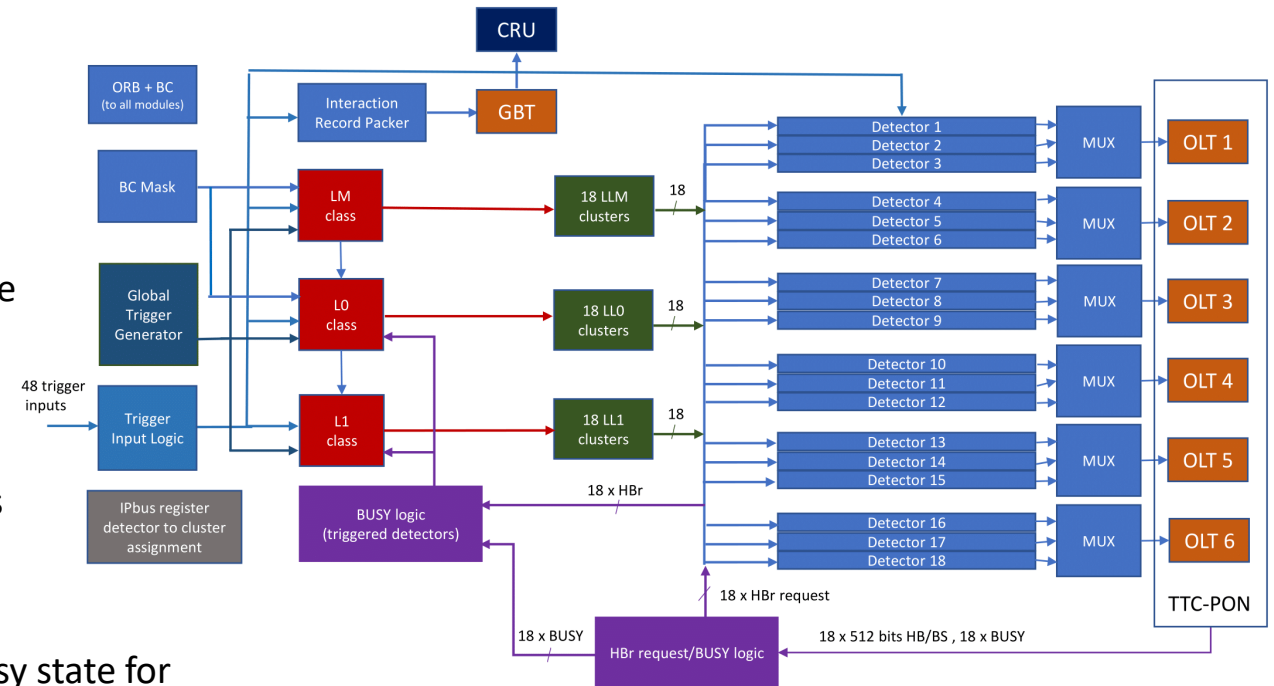 CRU
ORB + BC
(to all modules)
Interaction
Record Packer
GBT
Detector 1
Detector 2
Detector 3
MUX
OLT 1
BC Mask
LM
class
18 LLM
clusters
18
Detector 4
Detector 5
Detector 6
MUX
OLT 2
e
Global
Trigger
Generator
L0
class
18 LL0
clusters
18
Detector 7
Detector 8
Detector 9
MUX
OLT 3
48 trigger
inputs
Trigger
Input Logic
L1
class
18 LL1
clusters
18
Detector 10
Detector 11
Detector 12
MUX
OLT 4
Detector 13
Detector 14
Detector 15
MUX
OLT 5
s
IPbus register
detector to cluster
assignment
BUSY logic
(triggered detectors)
18 x HBr
Detector 16
Detector 17
Detector 18
MUX
OLT 6
TTC-PON
18 x HBr request
18 x BUSY
HBr request/BUSY logic
18 x 512 bits HB/BS , 18 x BUSY
sy state for